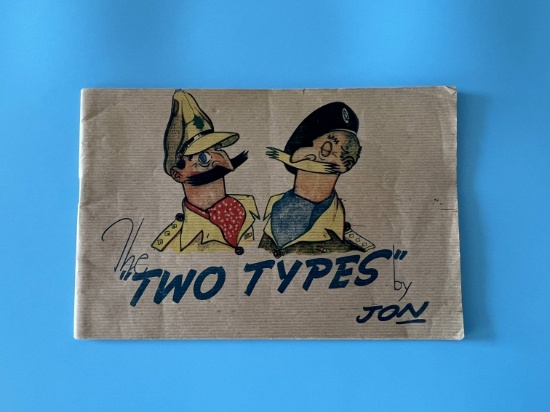 The
"TWO TYPES"
by
JON